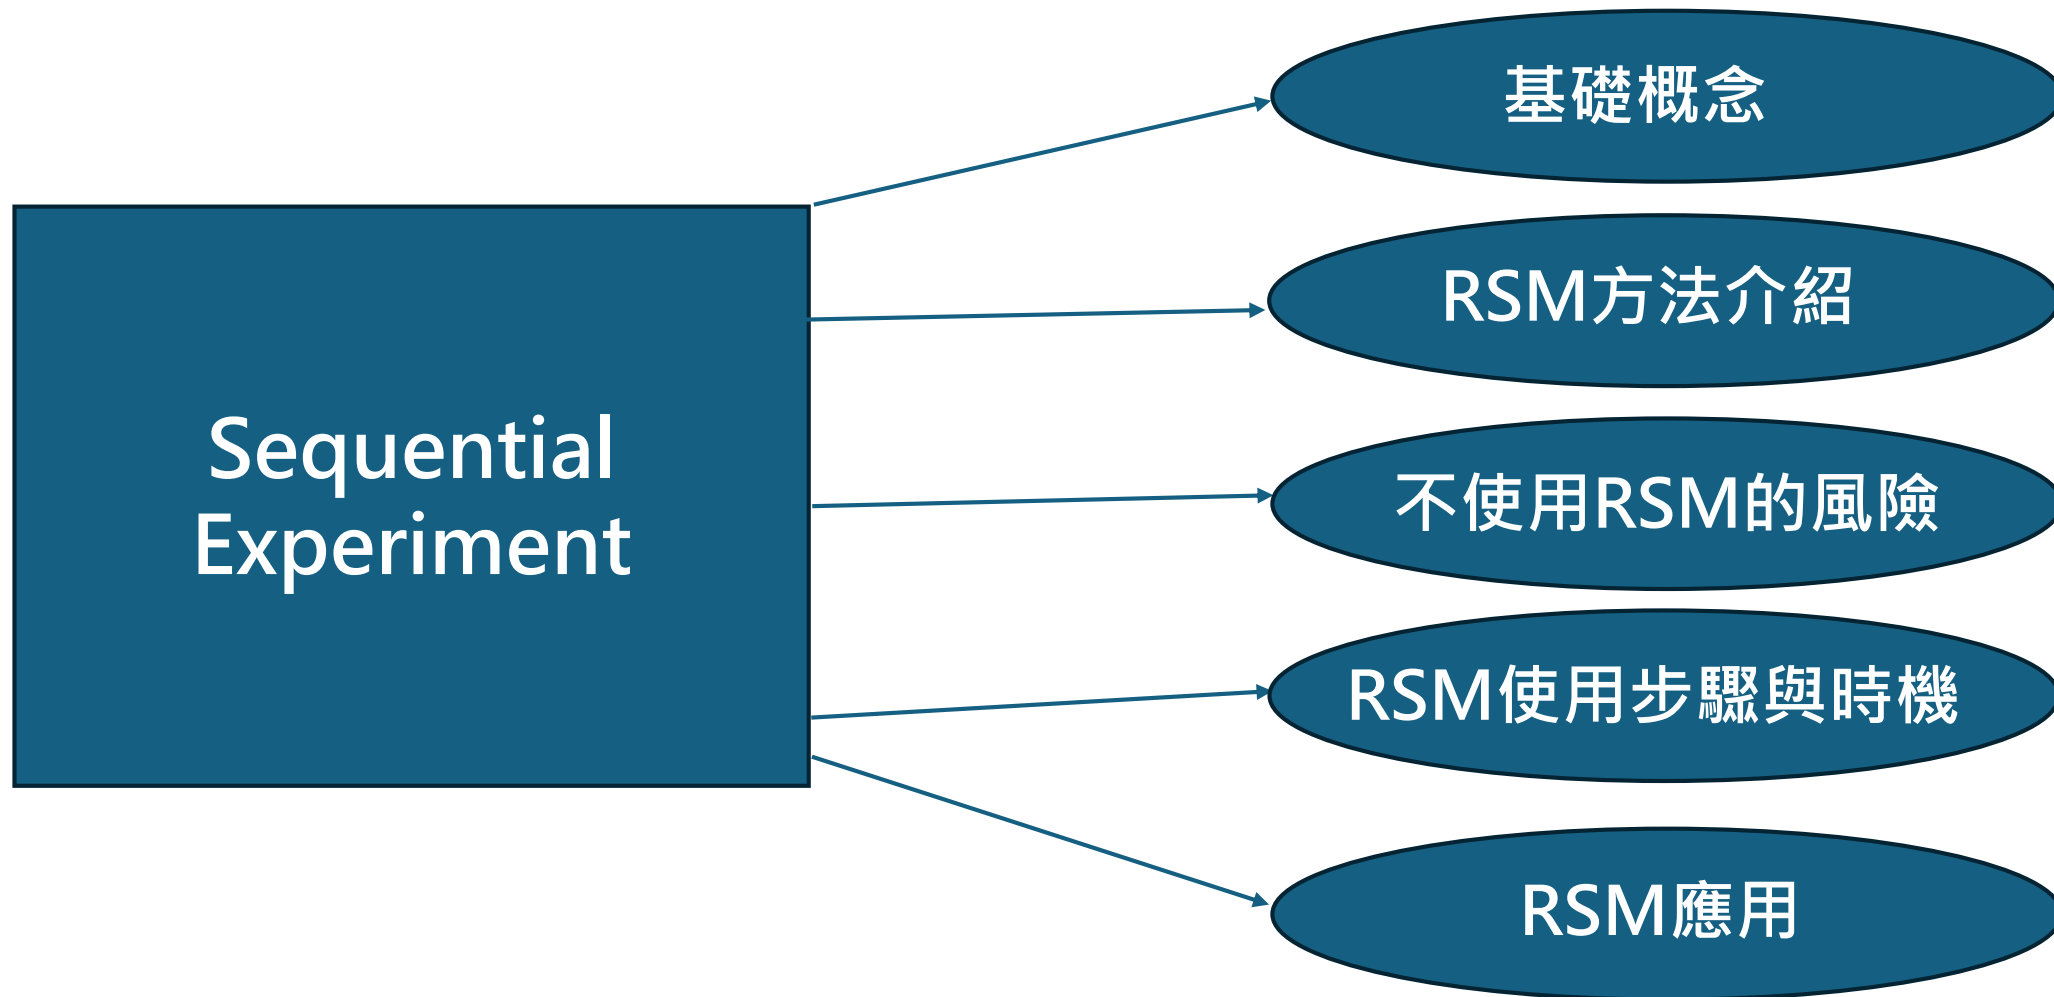 Sequential
Experiment
基礎概念
RSM方法介紹
不使用RSM的風險
RSM使用步驟與時機
RSM應用